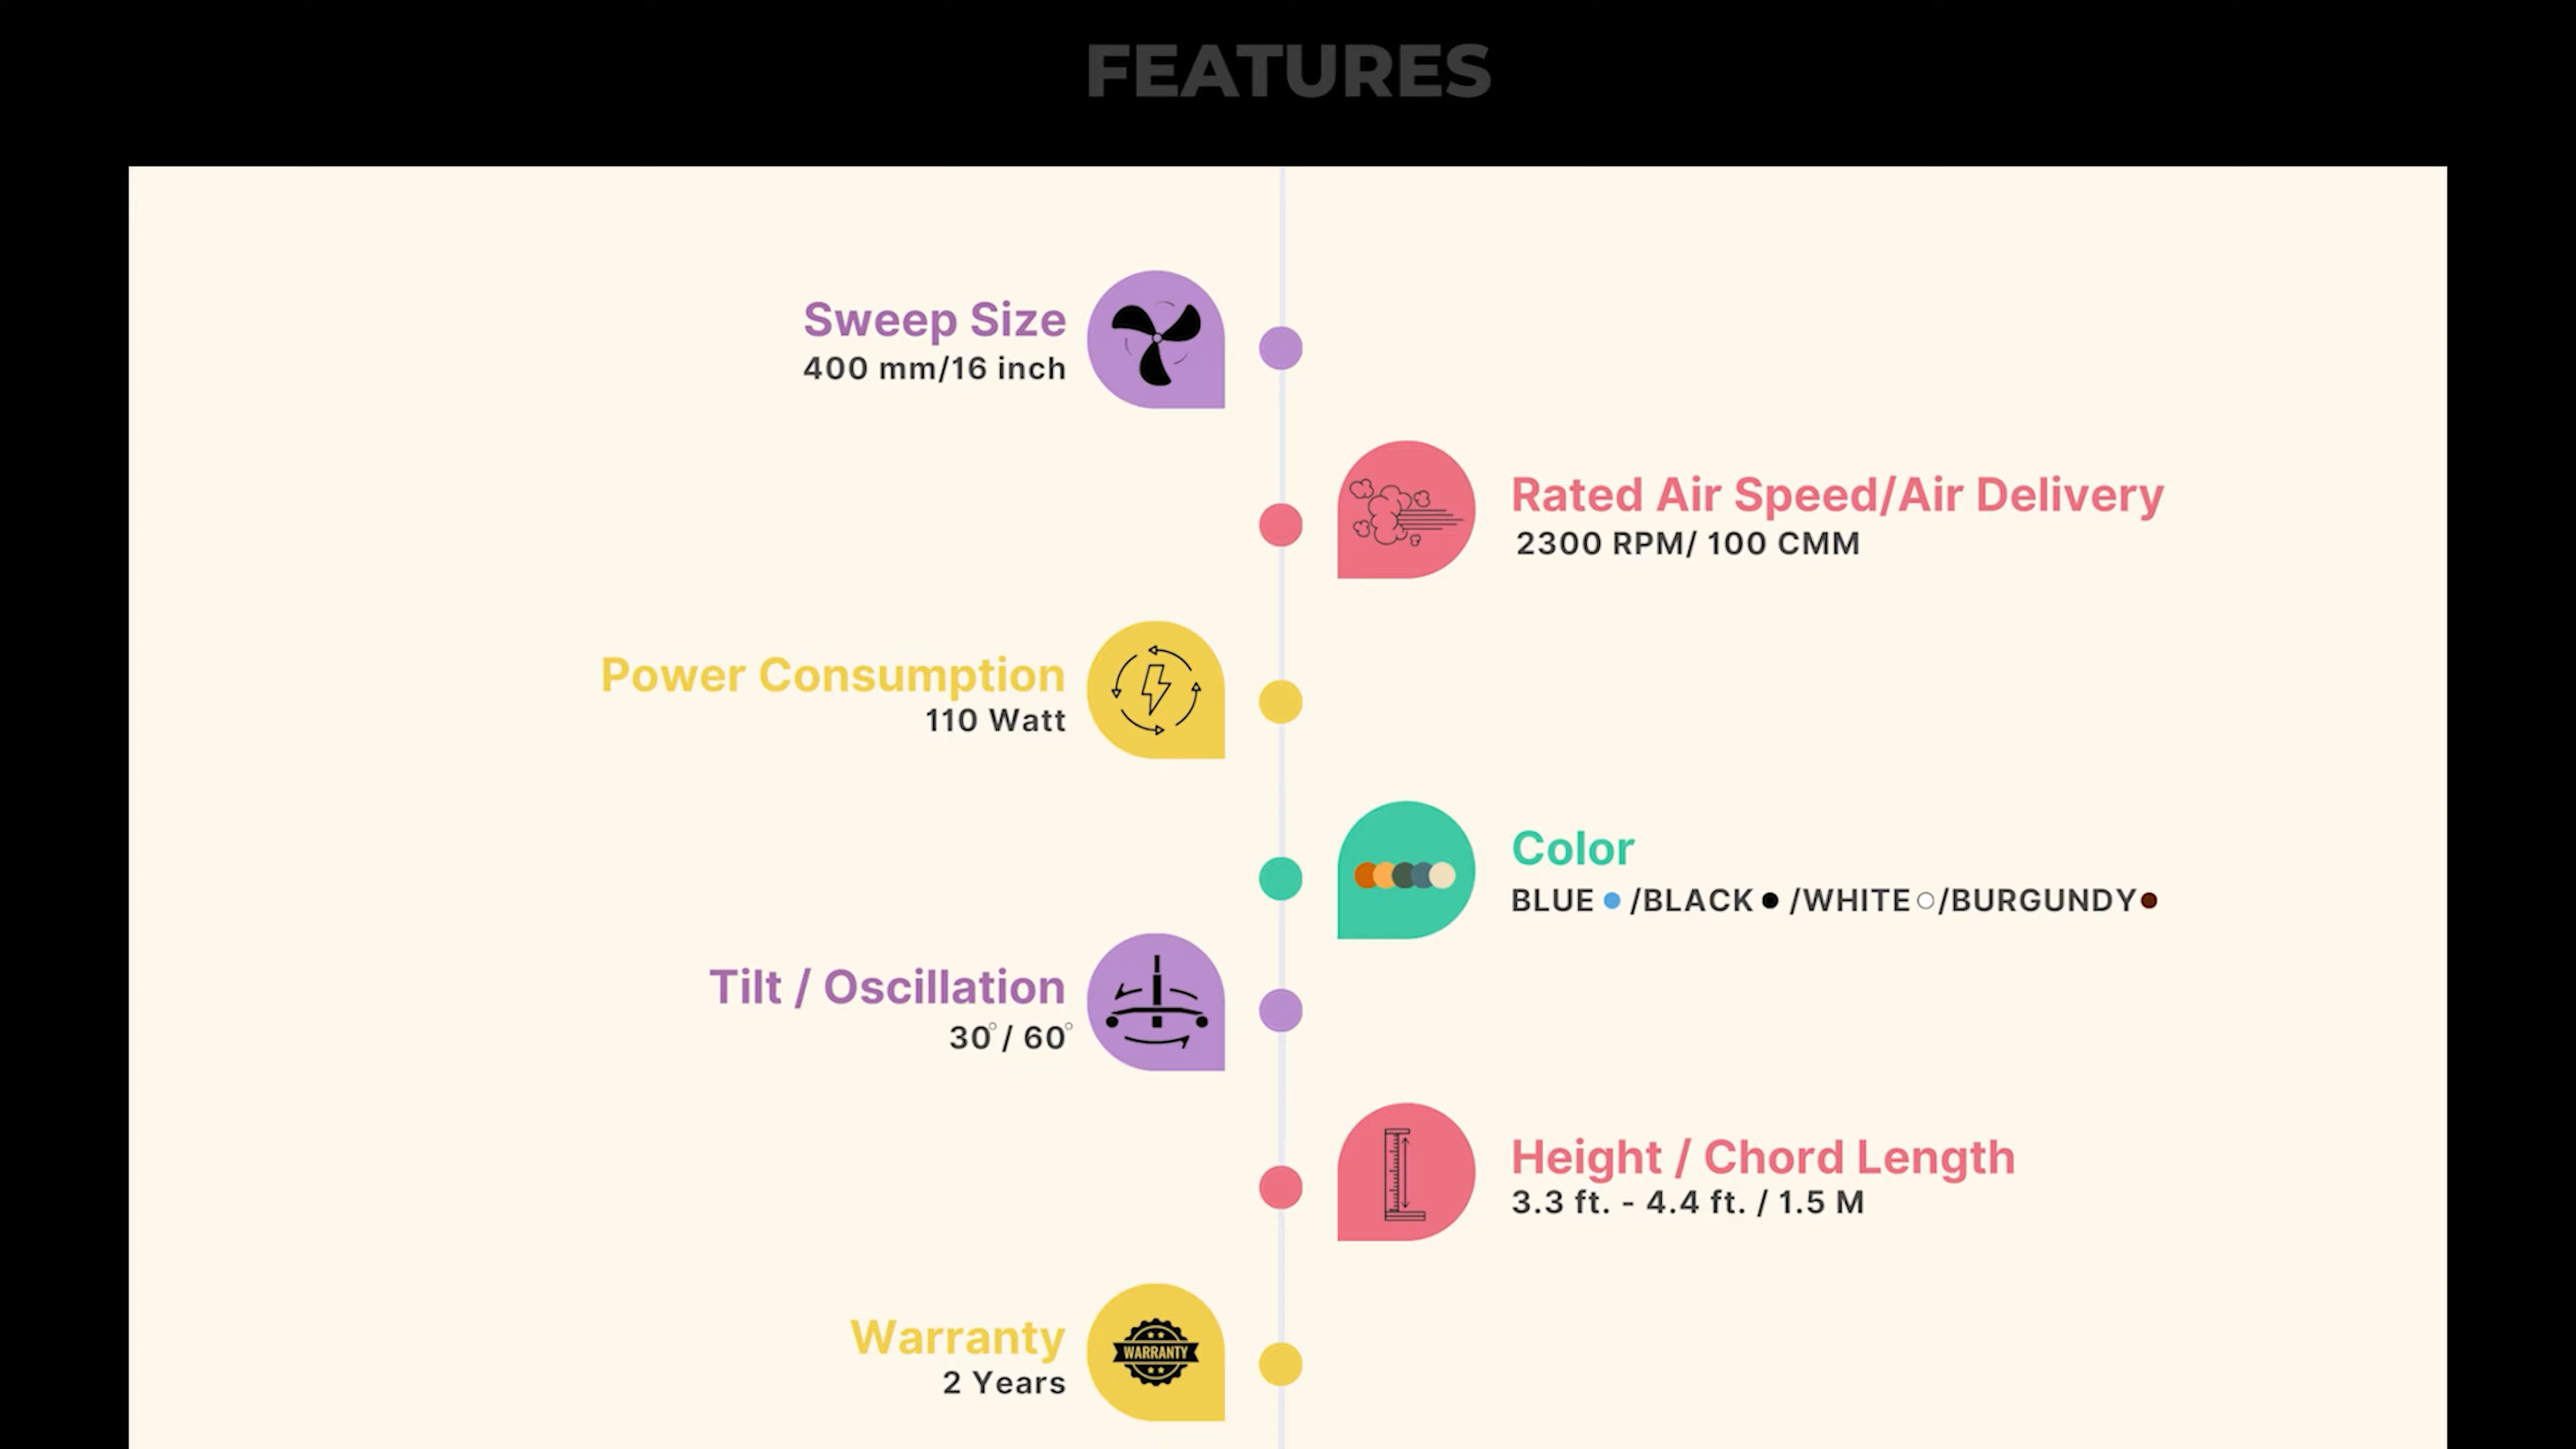 FEATURES
Sweep Size
400 mm/16 inch
Rated Air Speed/Air Delivery
2300 RPM/ 100 CMM
Power Consumption
110 Watt
Color
BLUE /BLACK /WHITE /BURGUNDY
Tilt / Oscillation
30°/ 60°
Height / Chord Length
3.3 ft. - 4.4 ft. / 1.5 M
WARRANTY
Warranty
2 Years